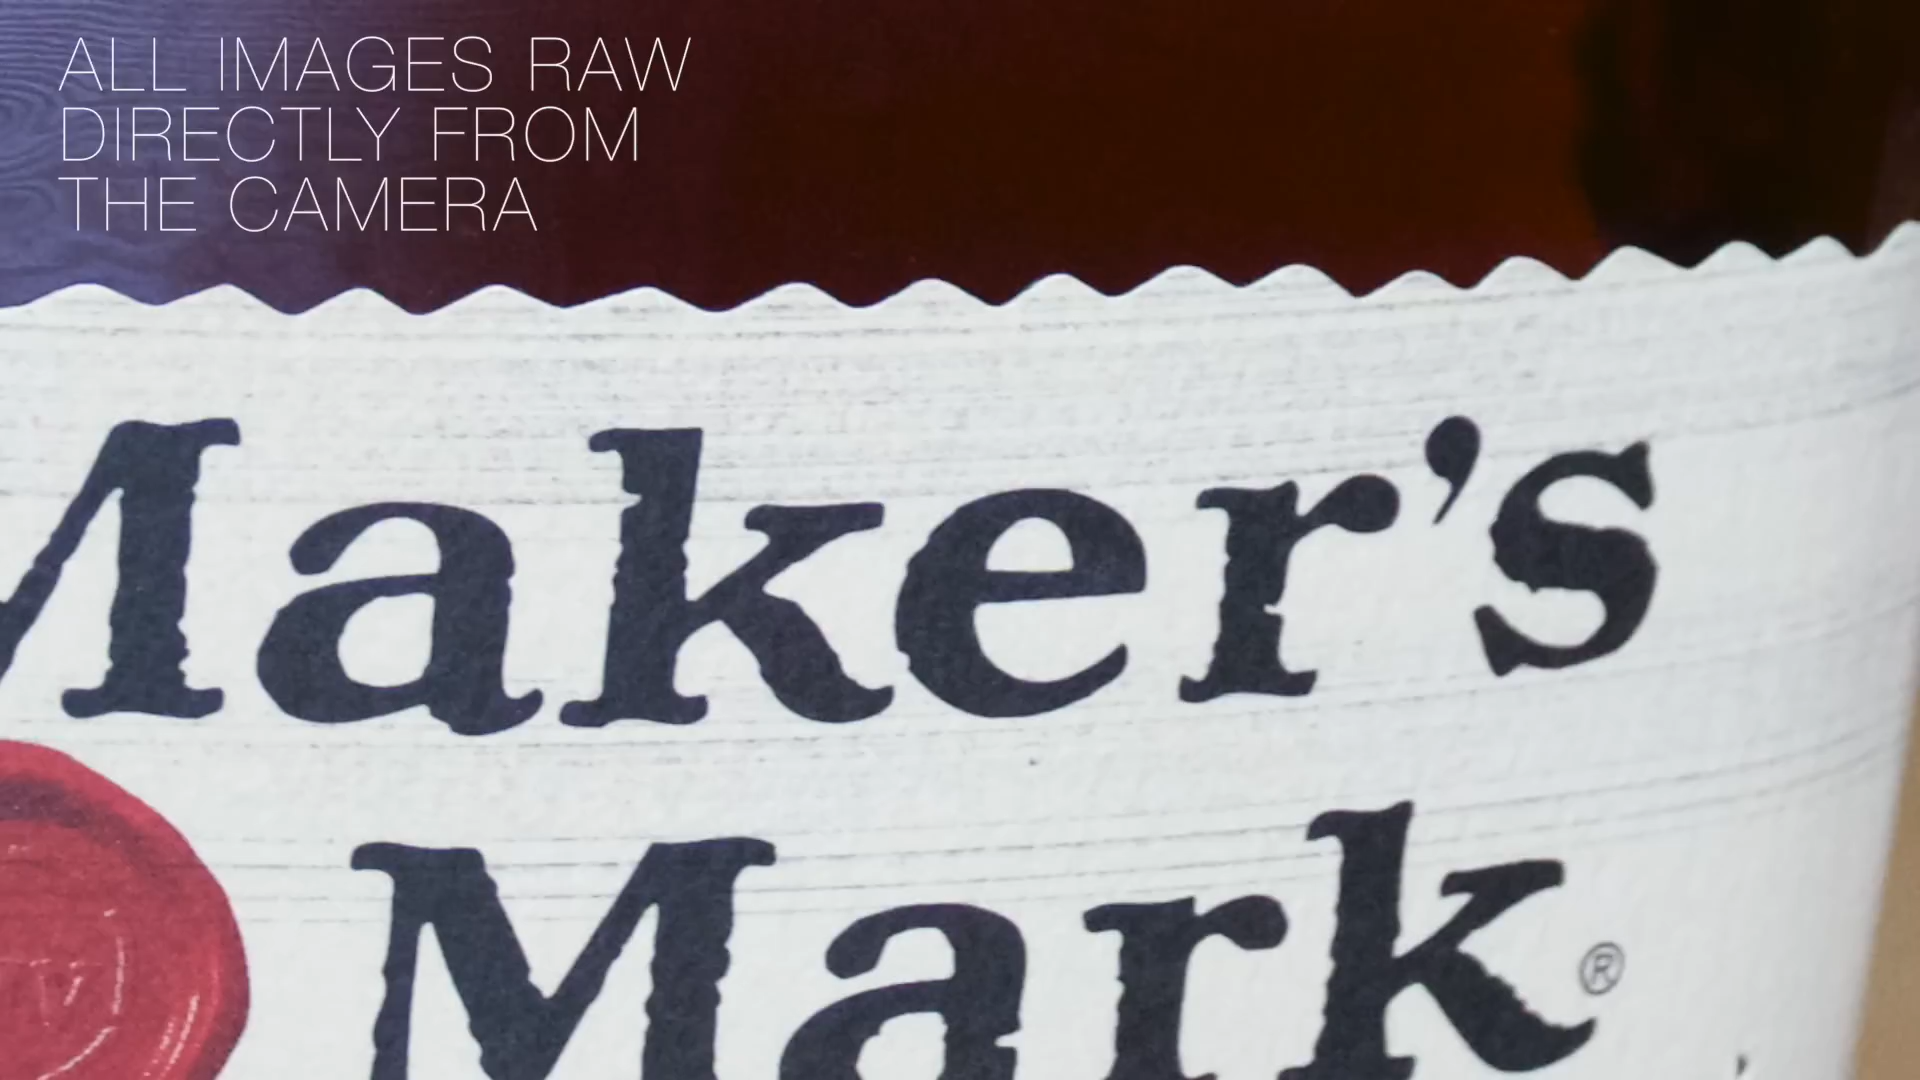 ALL IMAGES RAW
DIRECTLY FROM
THE CAMERA
Maker's
Mark®